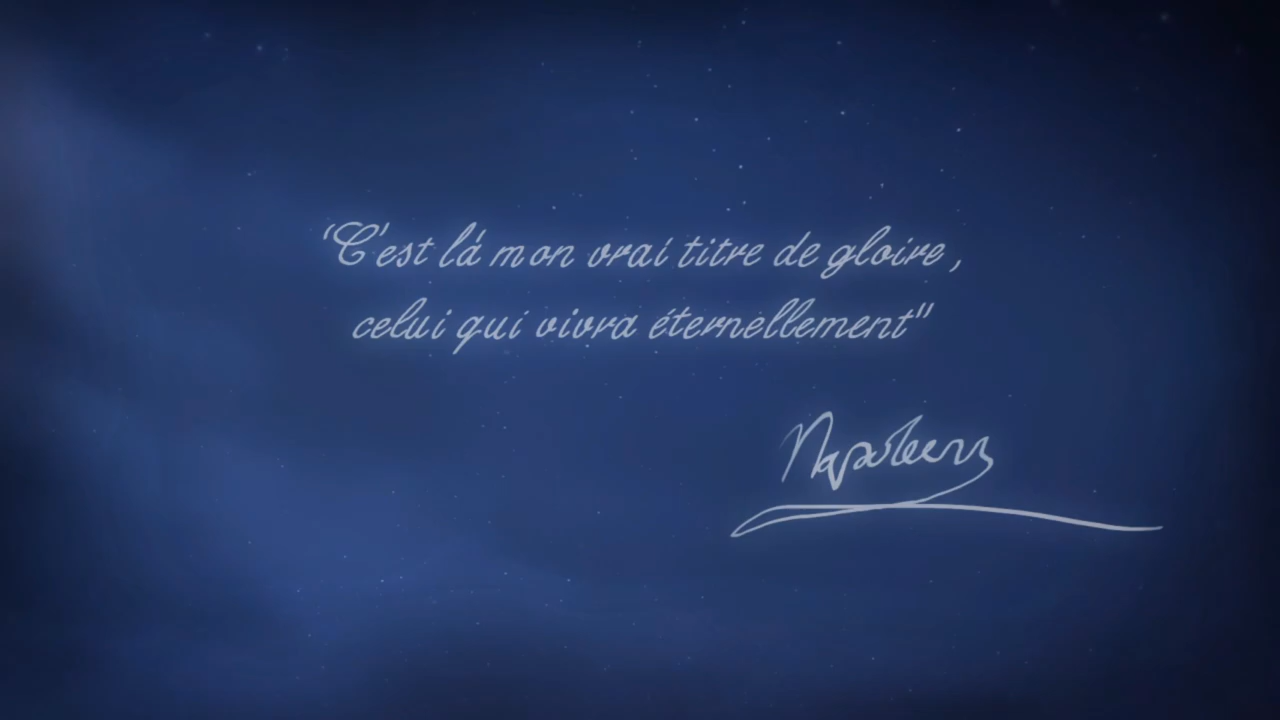 “C'est là mon vrai titre de gloire,
celui qui vivra éternellement"
Napoleon